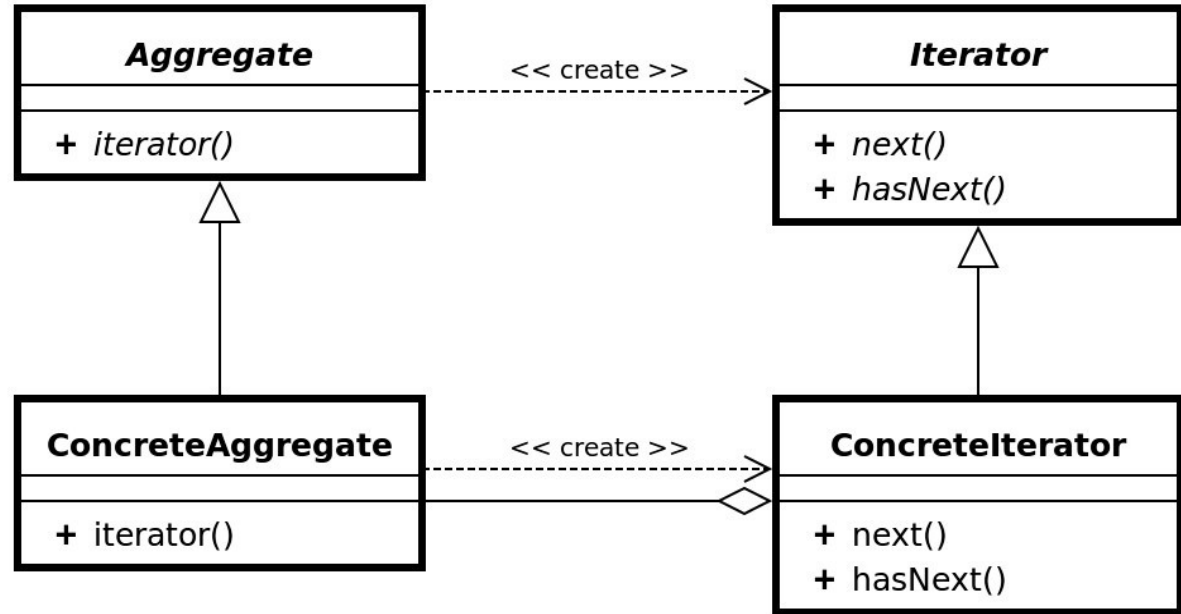 Aggregate
+ iterator()
<< create >>
Iterator
+ next()
+ hasNext()
ConcreteAggregate
+ iterator()
<< create >>
ConcreteIterator
+ next()
+ hasNext()